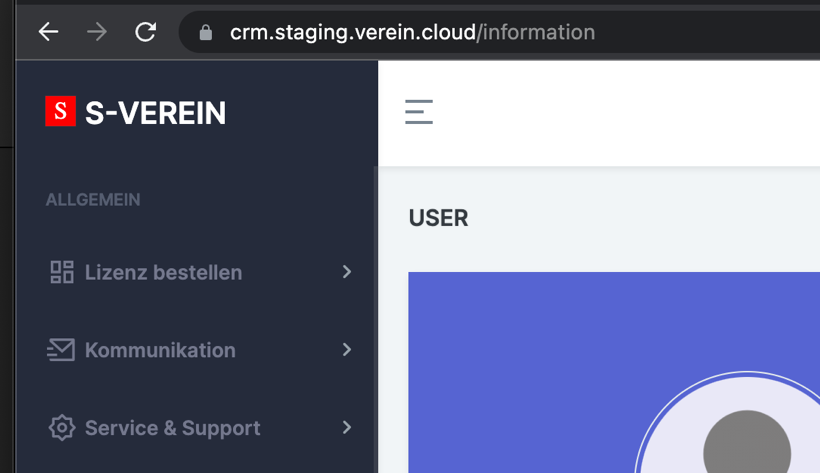 crm.staging.verein.cloud/information
S S-VEREIN
ALLGEMEIN
Lizenz bestellen
Kommunikation
Service & Support
USER